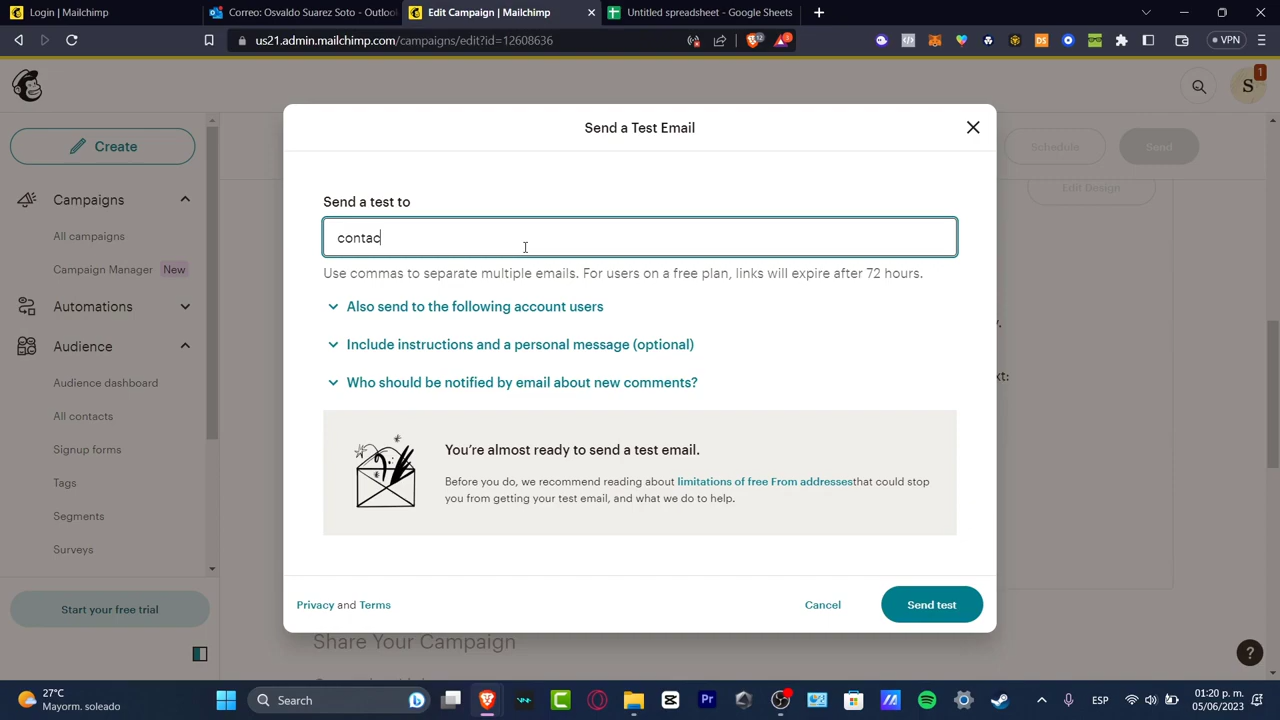 Login | Mailchimp
Correo: Osvaldo Suarez Soto - Outlook
Edit Campaign | Mailchimp
Untitled spreadsheet - Google Sheets
us21.admin.mailchimp.com/campaigns/edit?id=12608636
12
3
VPN
S
1
Create
Schedule
Send
Edit Design
Campaigns
All campaigns
Campaign Manager New
Automations
Audience
Audience dashboard
All contacts
Signup forms
Tags
Segments
Surveys
Start your free trial
Send a Test Email
Send a test to
contac
Use commas to separate multiple emails. For users on a free plan, links will expire after 72 hours.
Also send to the following account users
Include instructions and a personal message (optional)
Who should be notified by email about new comments?
You're almost ready to send a test email.
Before you do, we recommend reading about limitations of free From addressesthat could stop
you from getting your test email, and what we do to help.
Privacy and Terms
Cancel
Send test
xt:
Share Your Campaign
?
27°C
Mayorm. soleado
Search
Pr
ESP
01:20 p. m.
05/06/2023